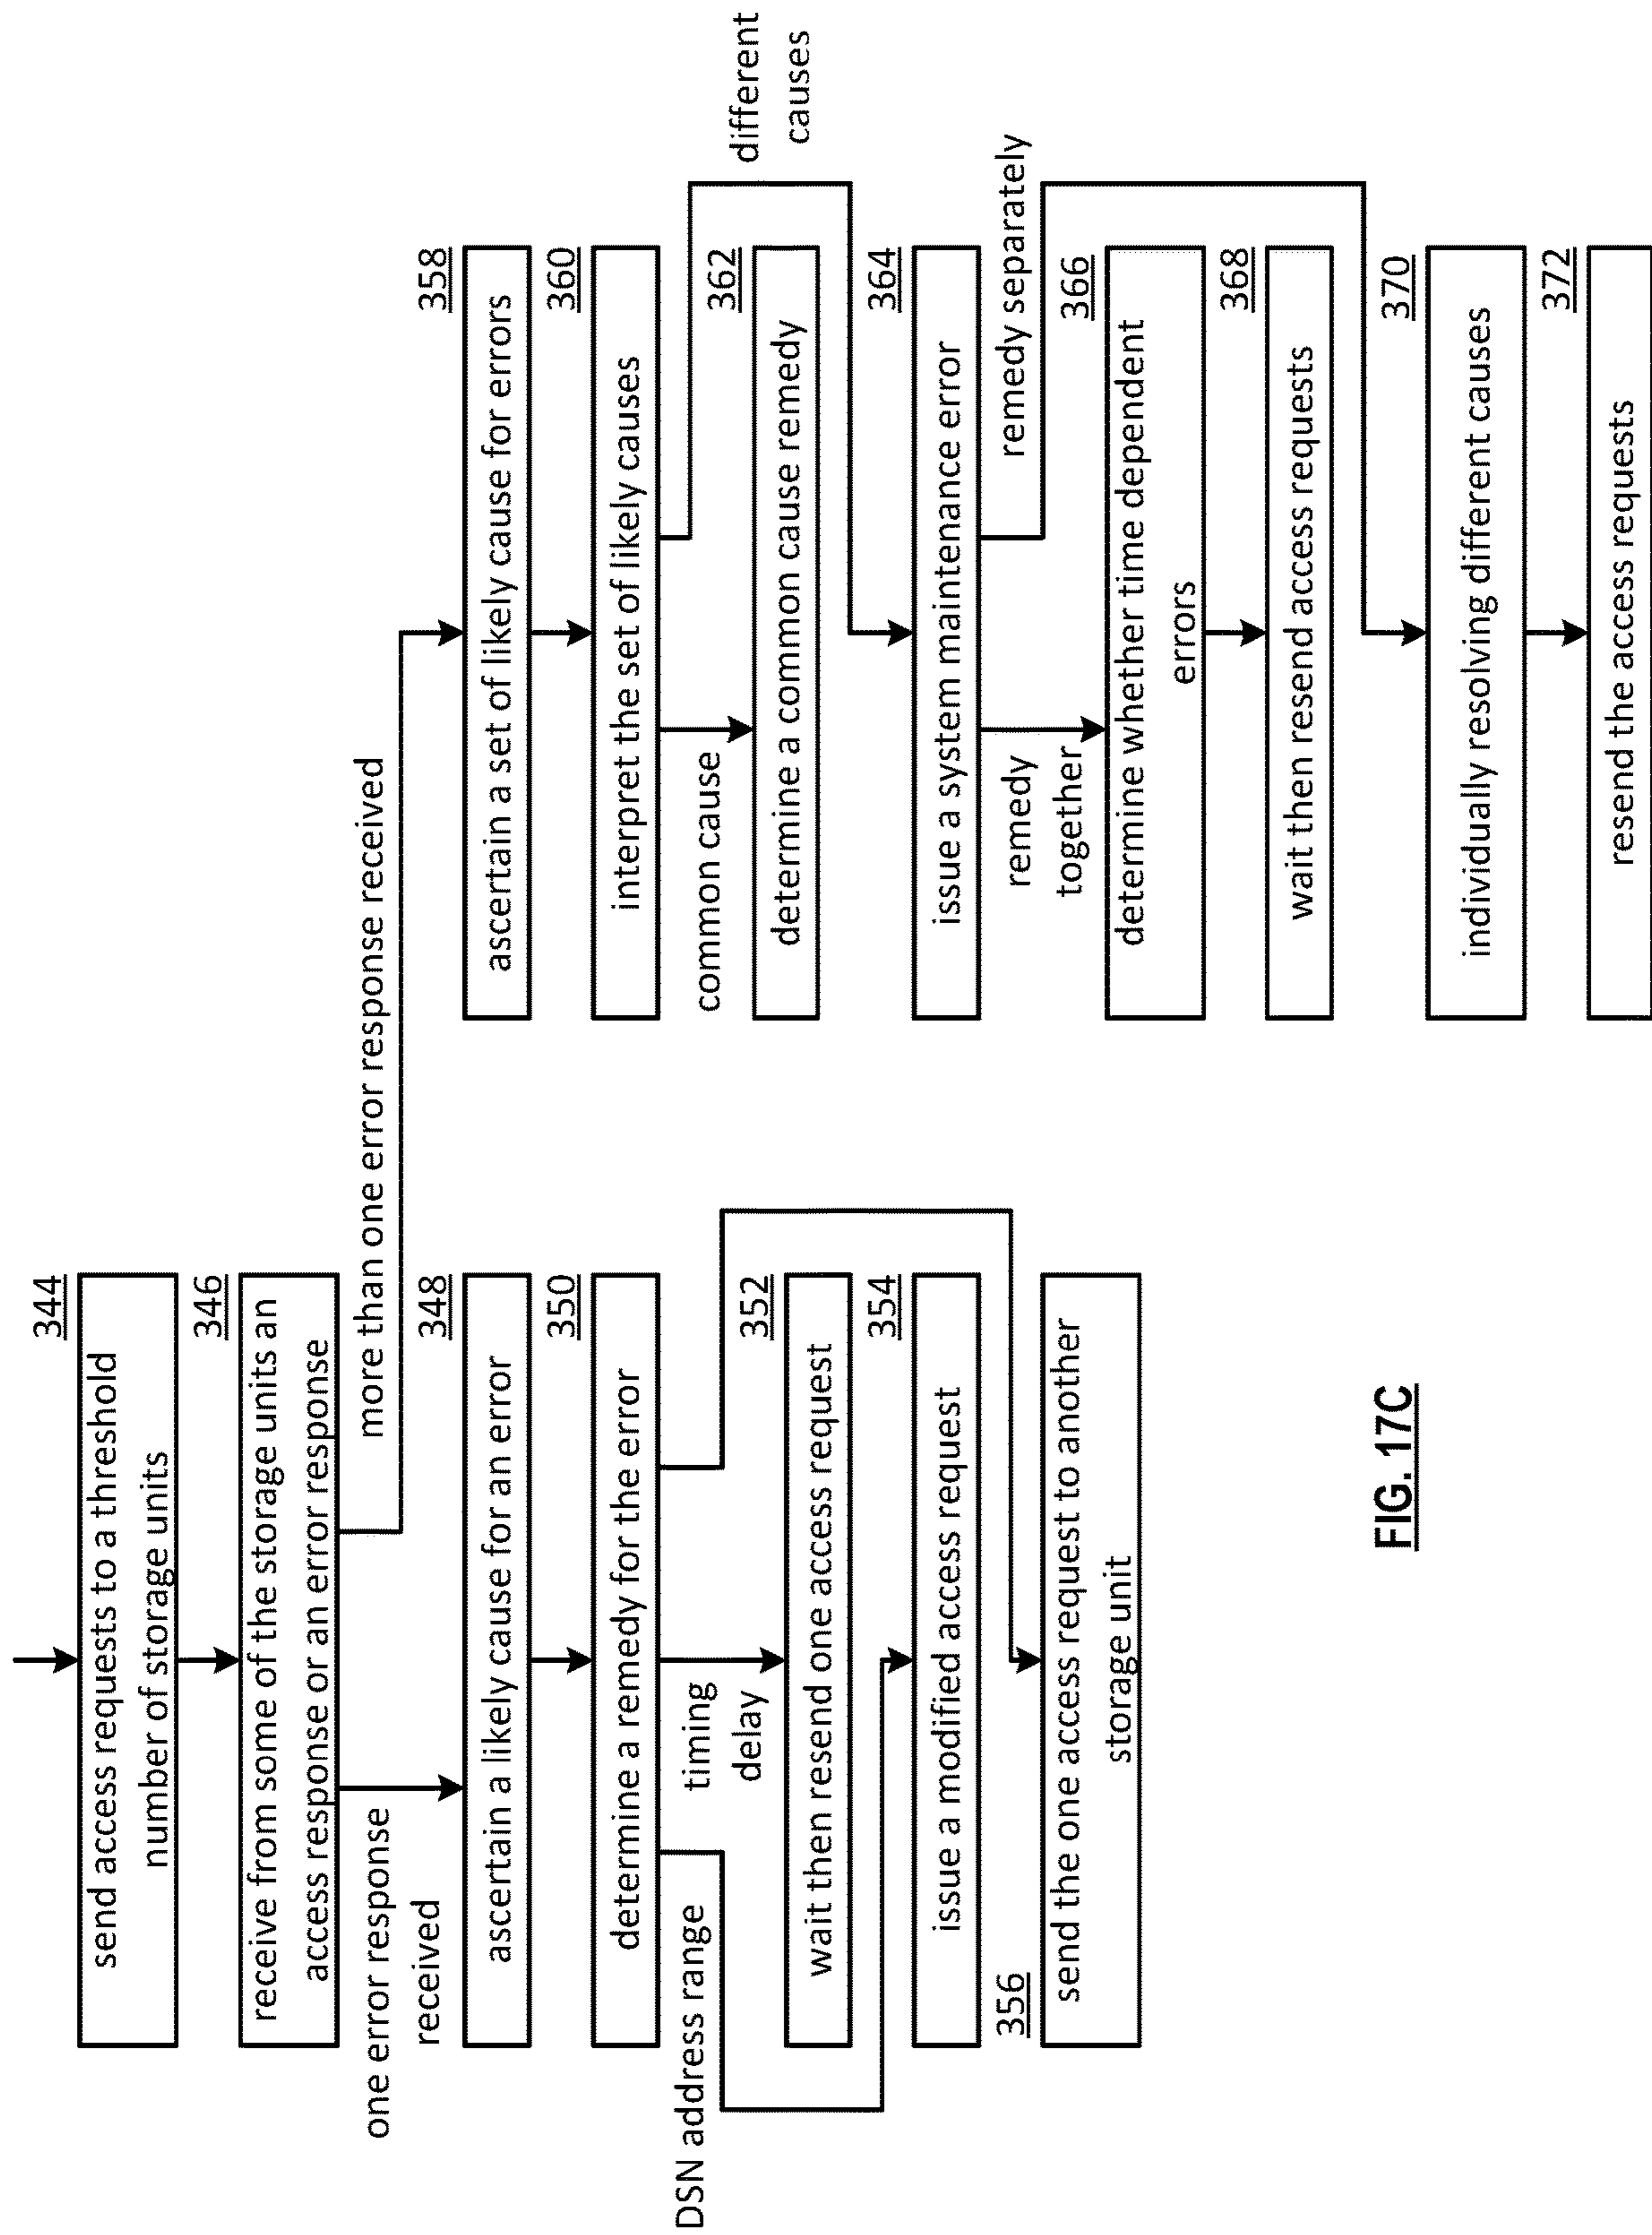 344
send access requests to a threshold
number of storage units
346
receive from some of the storage units an
access response or an error response
one error response
received
more than one error response received
348
ascertain a likely cause for an error
350
determine a remedy for the error
DSN address range
timing
delay
352
wait then resend one access request
354
issue a modified access request
356
send the one access request to another
storage unit
358
ascertain a set of likely cause for errors
360
interpret the set of likely causes
common cause
different
causes
362
determine a common cause remedy
364
issue a system maintenance error
remedy
together
remedy separately
366
determine whether time dependent
errors
368
wait then resend access requests
370
individually resolving different causes
372
resend the access requests
FIG. 17C